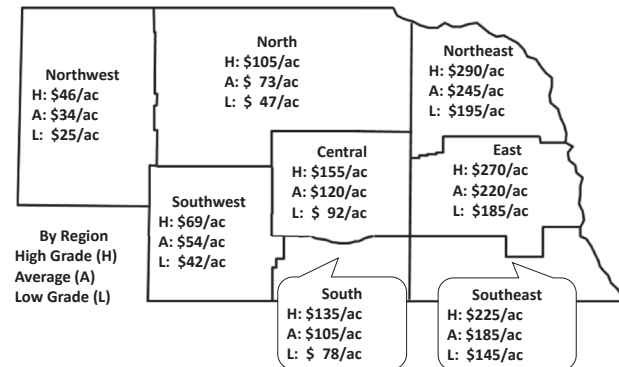 North
H: $105/ac
A: $ 73/ac
L: $ 47/ac
Northeast
H: $290/ac
A: $245/ac
L: $195/ac
Northwest
H: $46/ac
A: $34/ac
L: $25/ac
Central
H: $155/ac
A: $120/ac
L: $ 92/ac
East
H: $270/ac
A: $220/ac
L: $185/ac
Southwest
H: $69/ac
A: $54/ac
L: $42/ac
By Region
High Grade (H)
Average (A)
Low Grade (L)
South
H: $135/ac
A: $105/ac
L: $ 78/ac
Southeast
H: $225/ac
A: $185/ac
L: $145/ac